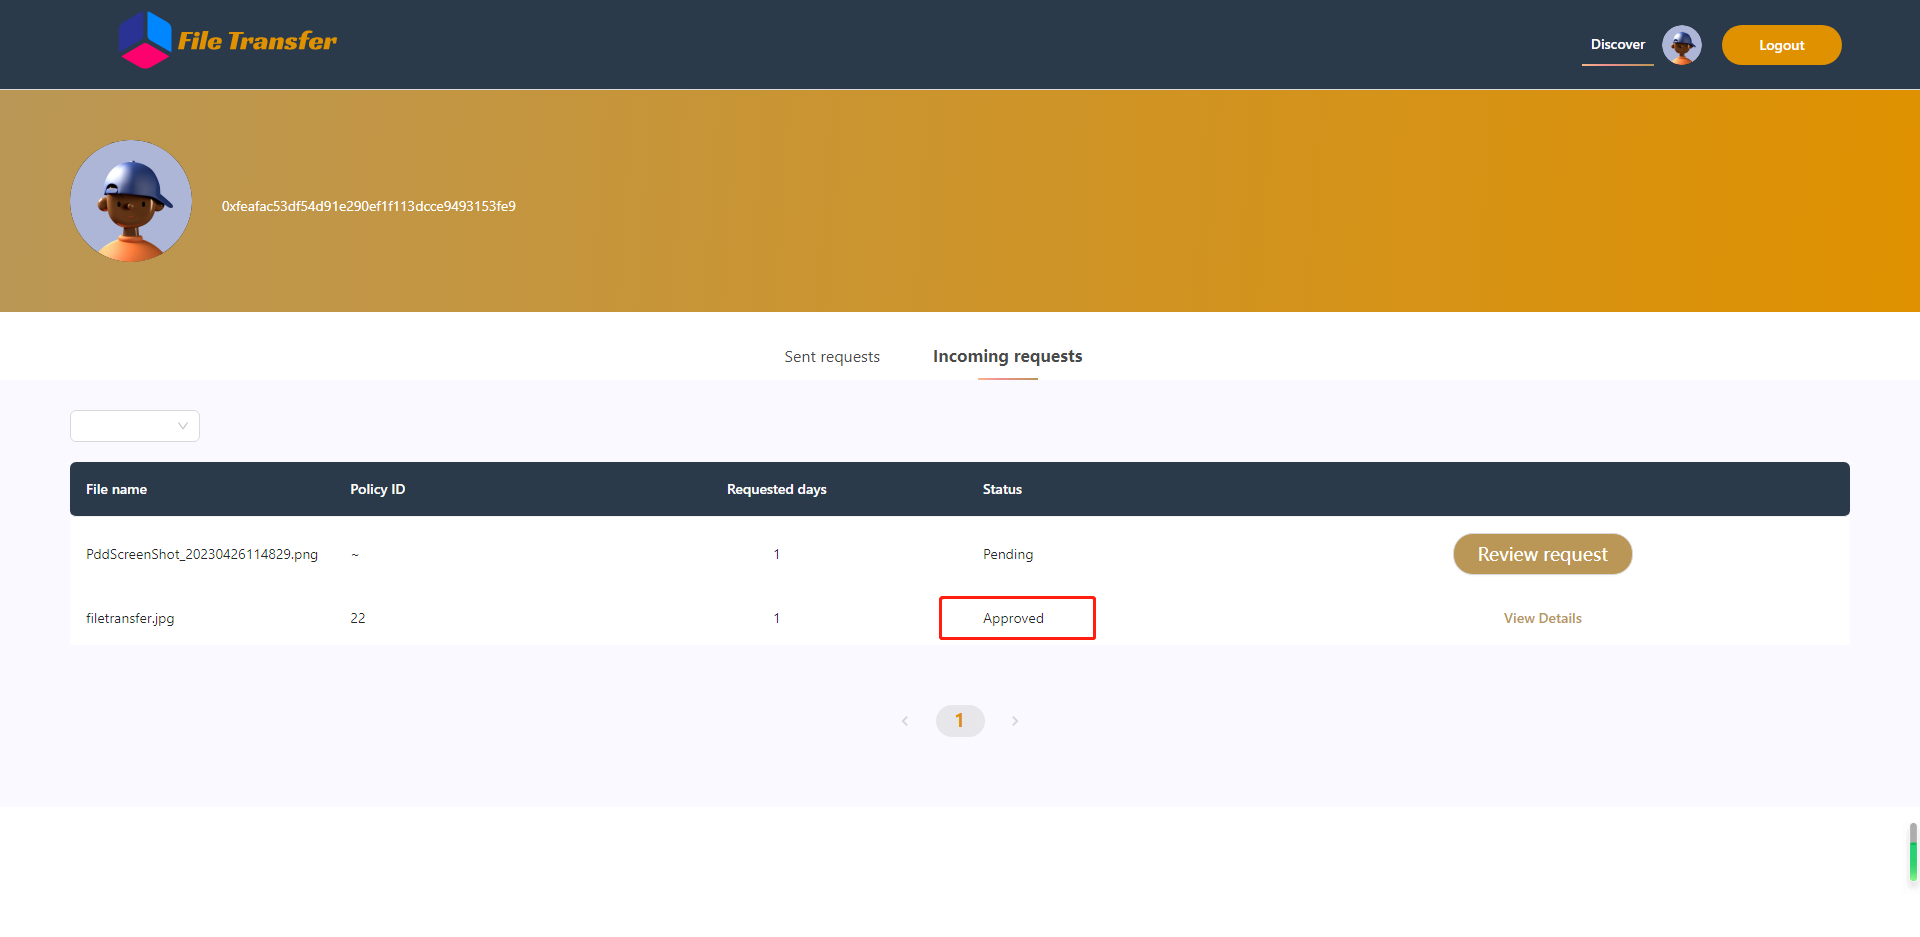 File Transfer
Discover
Logout
0xfeafac53df54d91e290ef1f113dcce9493153fe9
Sent requests
Incoming requests
File name Policy ID Requested days Status
PddScreenShot_20230426114829.png ~ 1 Pending Review request
filetransfer.jpg 22 1 Approved View Details
< 1 >